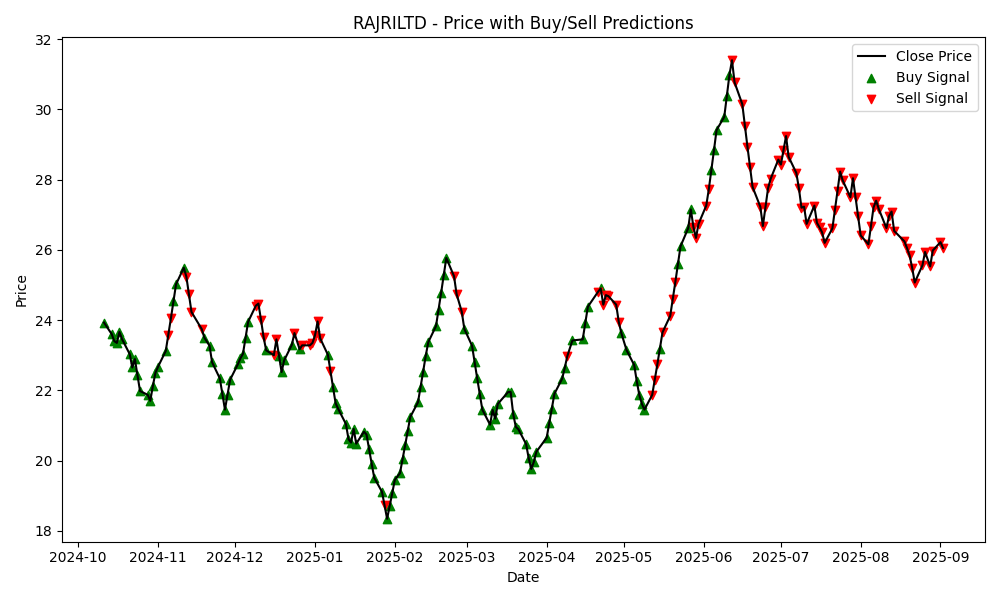 RAJRILTD - Price with Buy/Sell Predictions
32
30
28
26
24
22
20
18
Price
Close Price
Buy Signal
Sell Signal
2024-10 2024-11 2024-12 2025-01 2025-02 2025-03 2025-04 2025-05 2025-06 2025-07 2025-08 2025-09
Date